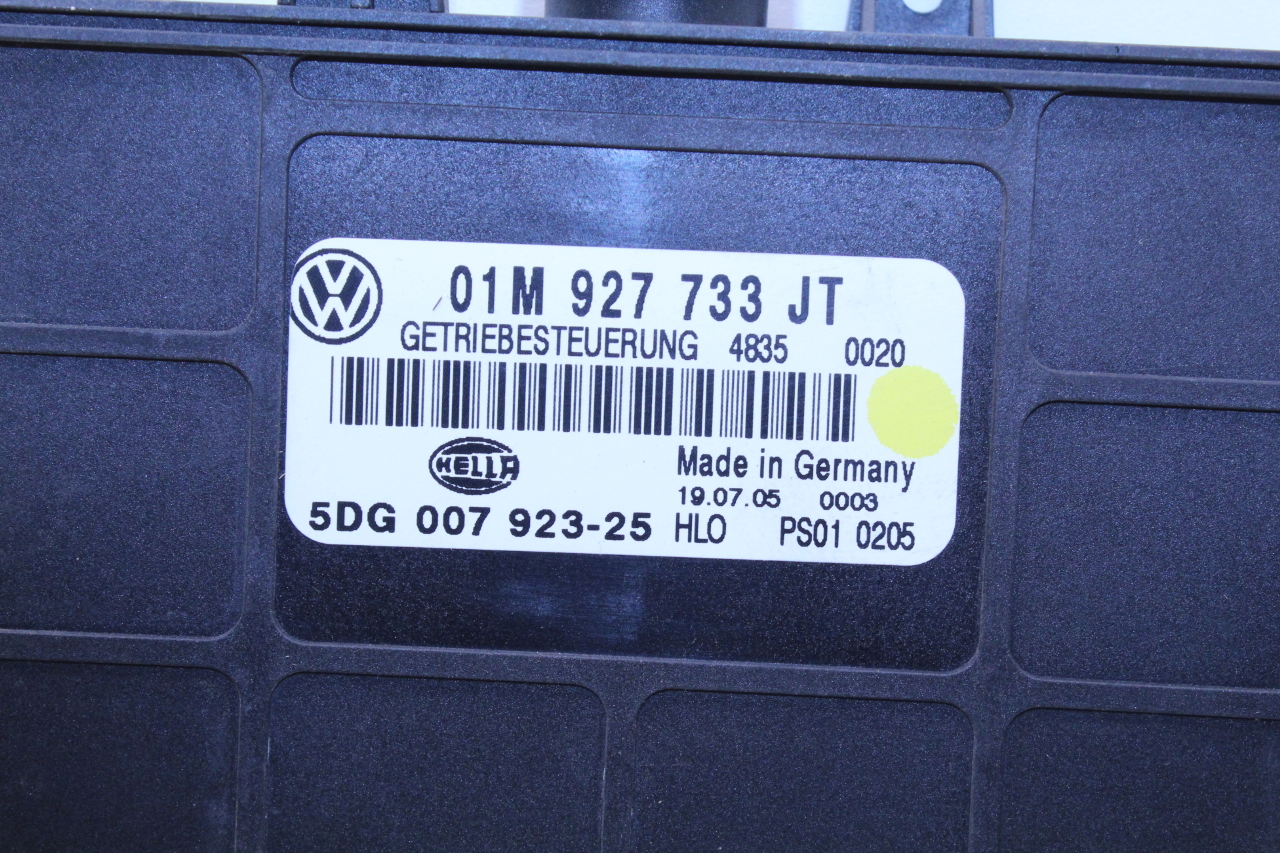 01M 927 733 JT
GETRIEBESTEUERUNG 4835 0020
HELLA
Made in Germany
19.07.05 0003
5DG 007 923-25 HLO PS01 0205